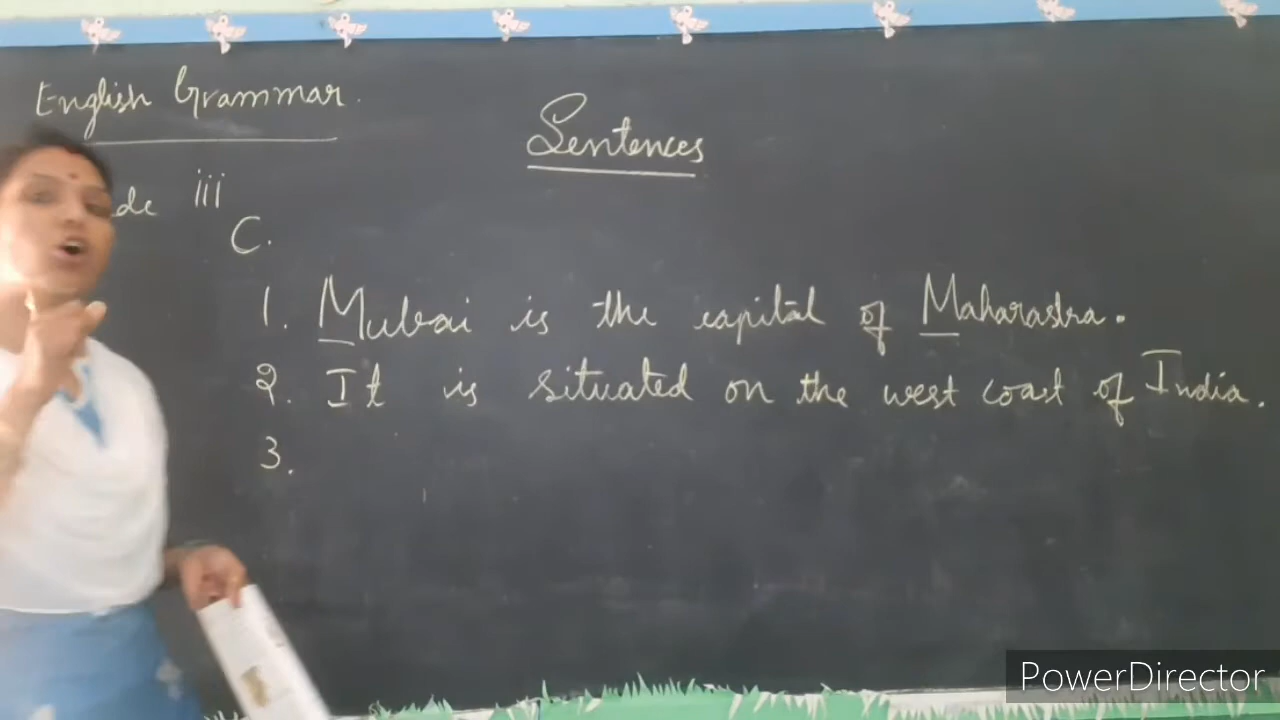 English Grammar.
Sentences
de iii
C.
1. Mubai is the capital of Maharastra.
2. It is situated on the west coast of India.
3.
PowerDirector